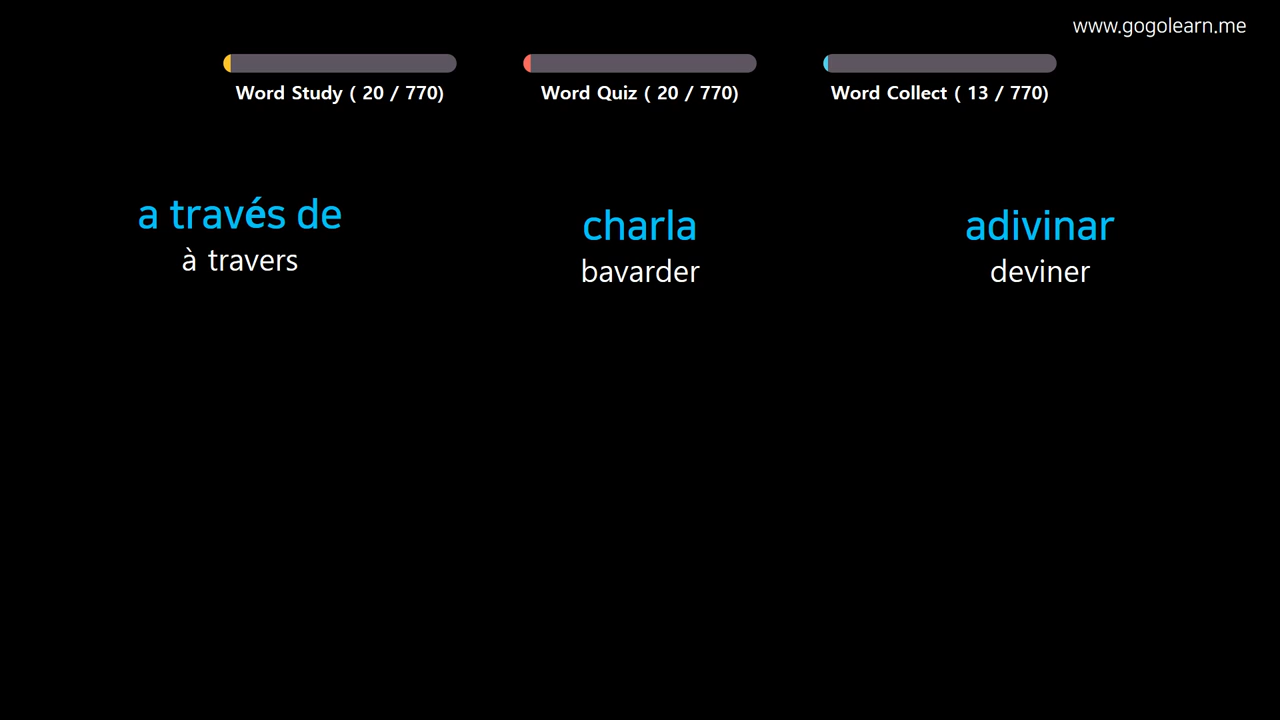 www.gogolearn.me
Word Study ( 20 / 770)
Word Quiz ( 20 / 770)
Word Collect ( 13 / 770)
a través de
à travers
charla
bavarder
adivinar
deviner